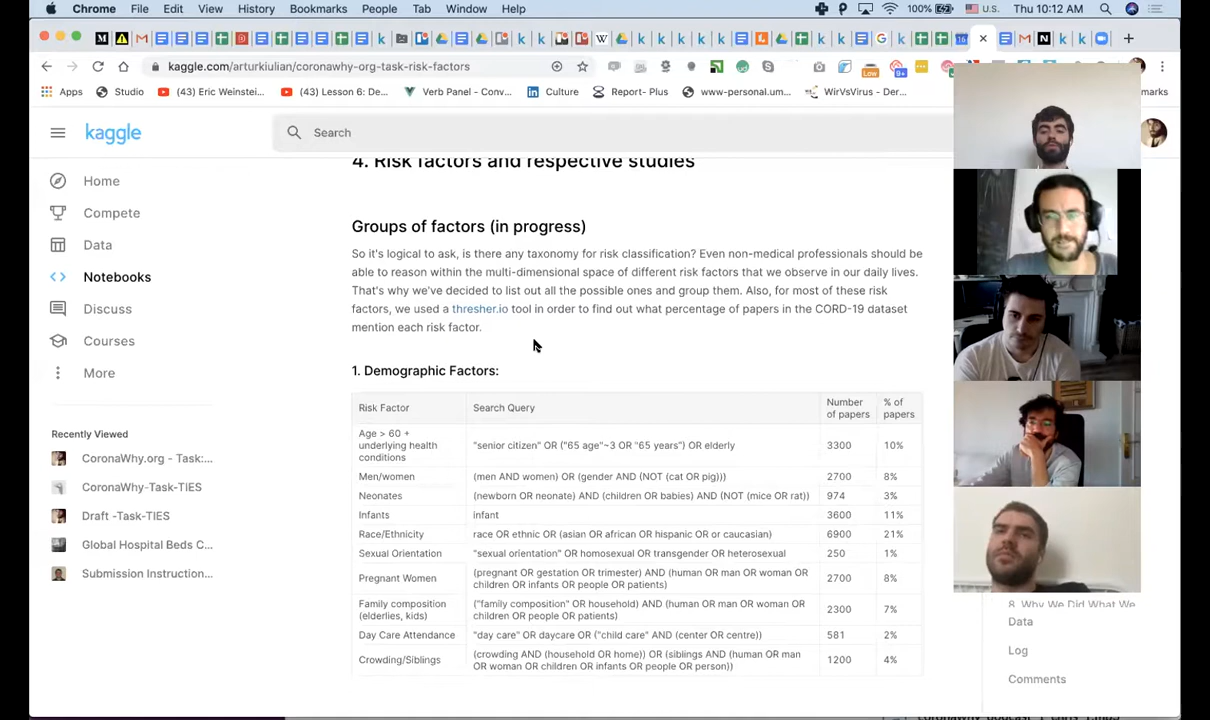 Chrome File Edit View History Bookmarks People Tab Window Help 100% U.S. Thu 10:12 AM
kaggle.com/arturkiulian/coronawhy-org-task-risk-factors
Apps Studio (43) Eric Weinstei... (43) Lesson 6: De... Verb Panel - Conv... Culture Report- Plus www-personal.um... WirVsVirus - Der... marks
kaggle Search
4. Risk factors and respective studies
Home
Compete
Data
Notebooks
Discuss
Courses
More
Recently Viewed
CoronaWhy.org - Task:...
CoronaWhy-Task-TIES
Draft -Task-TIES
Global Hospital Beds C...
Submission Instruction...
Groups of factors (in progress)
So it's logical to ask, is there any taxonomy for risk classification? Even non-medical professionals should be
able to reason within the multi-dimensional space of different risk factors that we observe in our daily lives.
That's why we've decided to list out all the possible ones and group them. Also, for most of these risk
factors, we used a thresher.io tool in order to find out what percentage of papers in the CORD-19 dataset
mention each risk factor.
1. Demographic Factors:
Risk Factor Search Query Number of papers % of papers
Age > 60 +
underlying health
conditions
"senior citizen" OR ("65 age"~3 OR "65 years") OR elderly 3300 10%
Men/women (men AND women) OR (gender AND (NOT (cat OR pig))) 2700 8%
Neonates (newborn OR neonate) AND (children OR babies) AND (NOT (mice OR rat)) 974 3%
Infants infant 3600 11%
Race/Ethnicity race OR ethnic OR (asian OR african OR hispanic OR or caucasian) 6900 21%
Sexual Orientation "sexual orientation" OR homosexual OR transgender OR heterosexual 250 1%
Pregnant Women (pregnant OR gestation OR trimester) AND (human OR man OR woman OR
children OR infants OR people OR patients) 2700 8%
Family composition
(elderlies, kids)
("family composition" OR household) AND (human OR man OR woman OR
children OR people OR patients) 2300 7%
Day Care Attendance "day care" OR daycare OR ("child care" AND (center OR centre)) 581 2%
Crowding/Siblings (crowding AND (household OR home)) OR (siblings AND (human OR man
OR woman OR children OR infants OR people OR person)) 1200 4%
8. Why We Did What We
Data
Log
Comments